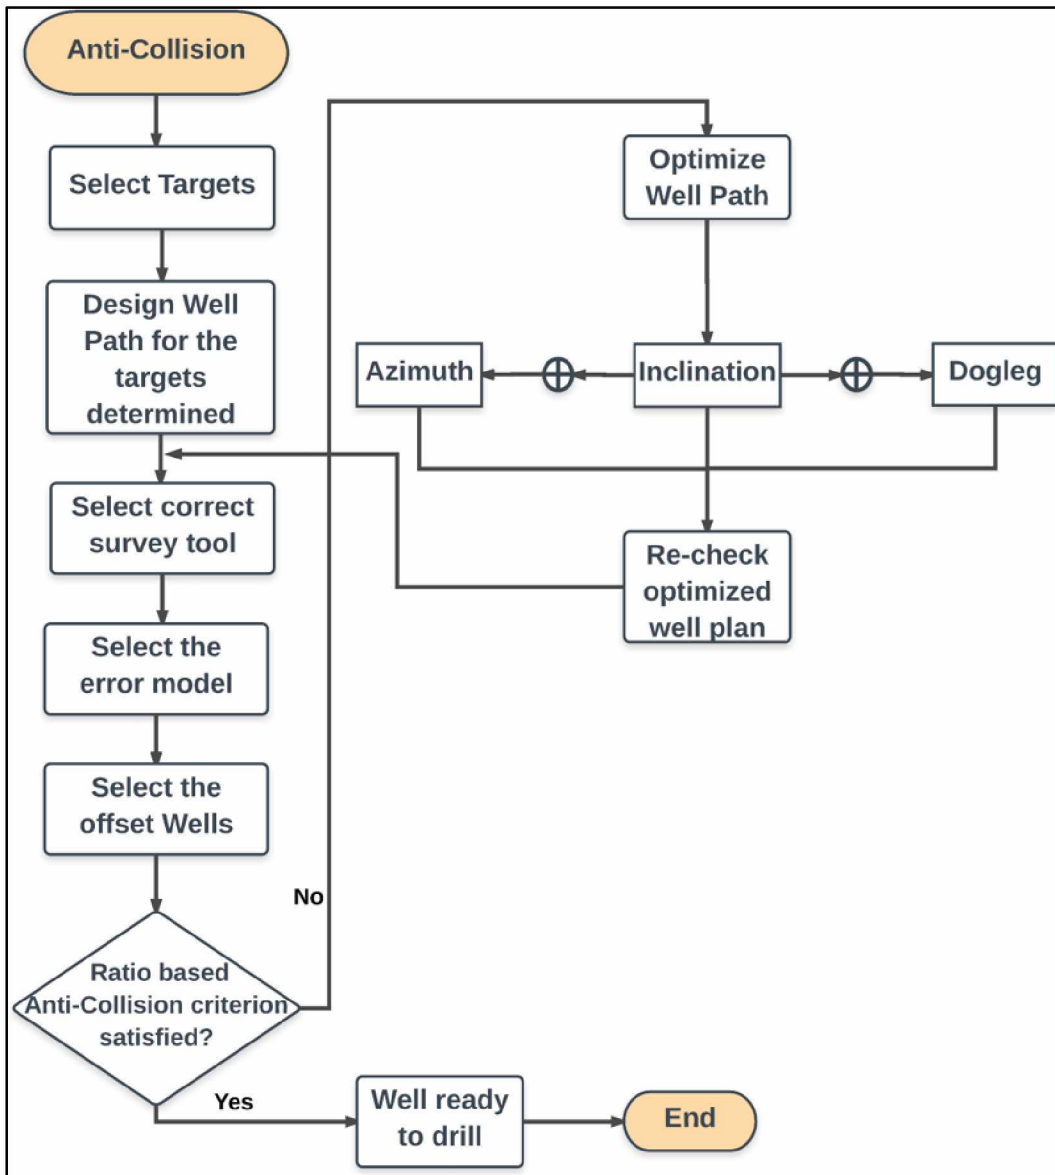 Anti-Collision
Select Targets
Design Well
Path for the
targets
determined
Select correct
survey tool
Select the
error model
Select the
offset Wells
Ratio based
Anti-Collision criterion
satisfied?
No
Yes
Optimize
Well Path
Azimuth
Inclination
Dogleg
Re-check
optimized
well plan
Well ready
to drill
End